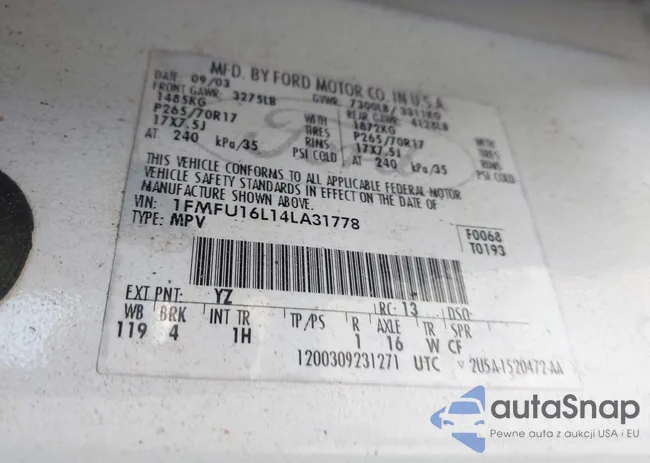 MFD. BY FORD MOTOR CO. IN U.S.A.
DATE: 09/03 GVWR: 7300LB / 3311KG
FRONT GAWR: 3275LB REAR GAWR: 4128LB
1485KG WITH 1872KG WITH
P265/70R17 TIRES P265/70R17 TIRES
17X7.5J RIMS 17X7.5J RIMS
AT 240 kPa/35 PSI COLD AT 240 kPa/35 PSI COLD
THIS VEHICLE CONFORMS TO ALL APPLICABLE FEDERAL MOTOR
VEHICLE SAFETY STANDARDS IN EFFECT ON THE DATE OF
MANUFACTURE SHOWN ABOVE.
VIN: 1FMFU16L14LA31778
TYPE: MPV
F0068
T0193
EXT PNT: YZ RC: 13 DSO:
WB BRK INT TR TP/PS R AXLE TR SPR
119 4 1H 1 16 W CF
1200309231271 UTC 2U5A-1520472-AA
Ford
autaSnap
Pewne auta z aukcji USA i EU